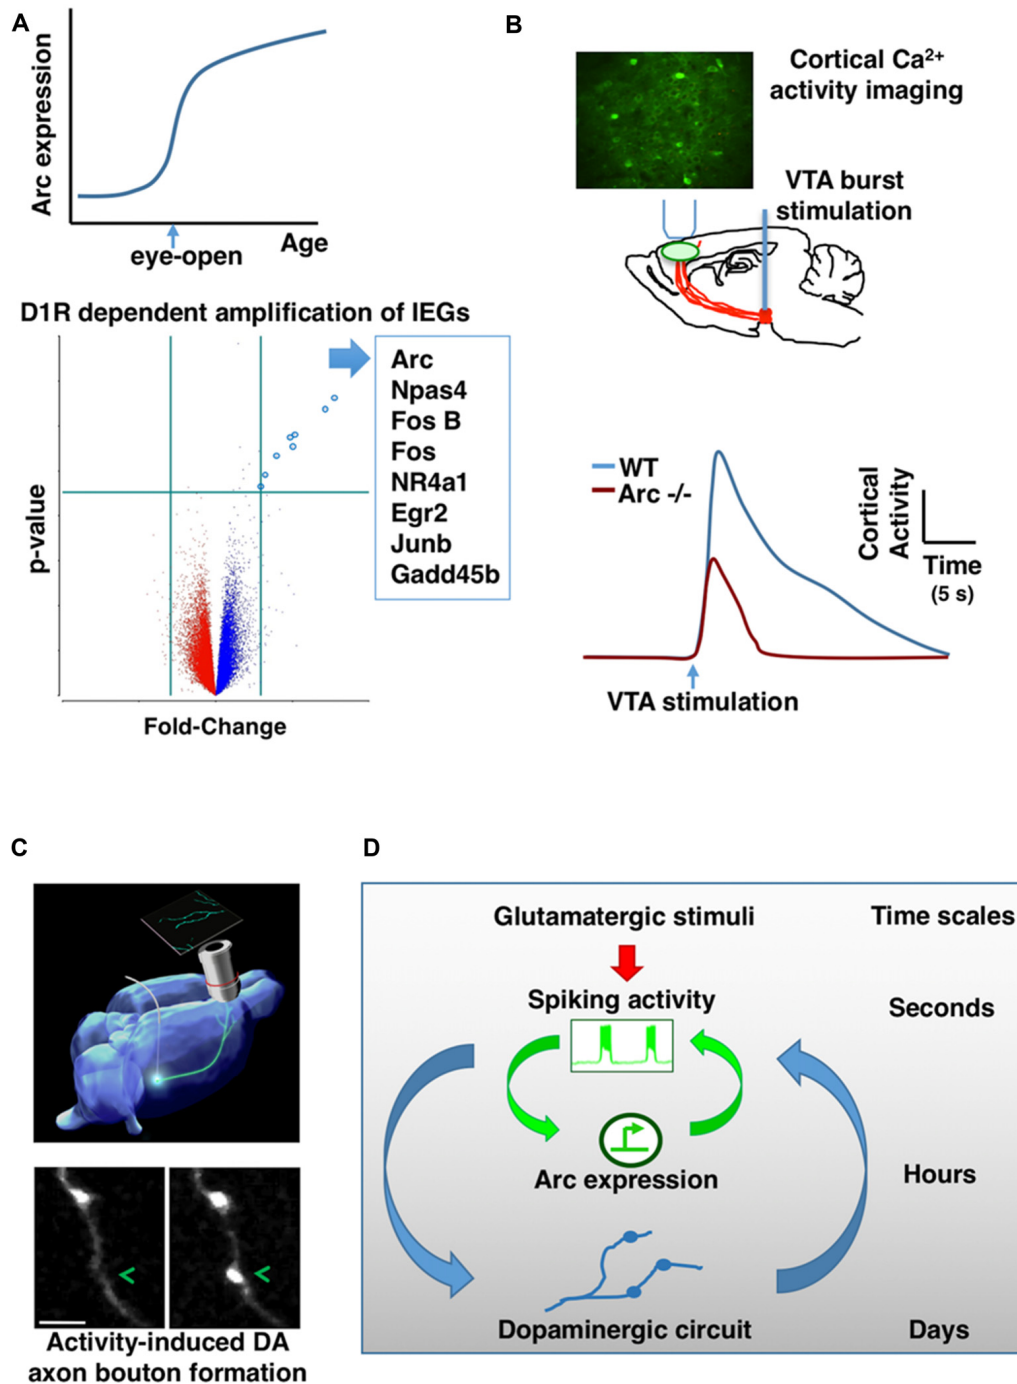 A
Arc expression
eye-open
Age
D1R dependent amplification of IEGs
p-value
Fold-Change
Arc
Npas4
Fos B
Fos
NR4a1
Egr2
Junb
Gadd45b
B
Cortical Ca²⁺
activity imaging
VTA burst
stimulation
WT
Arc -/-
Cortical
Activity
Time
(5 s)
VTA stimulation
C
Activity-induced DA
axon bouton formation
D
Glutamatergic stimuli
Time scales
Spiking activity
Seconds
Arc expression
Hours
Dopaminergic circuit
Days